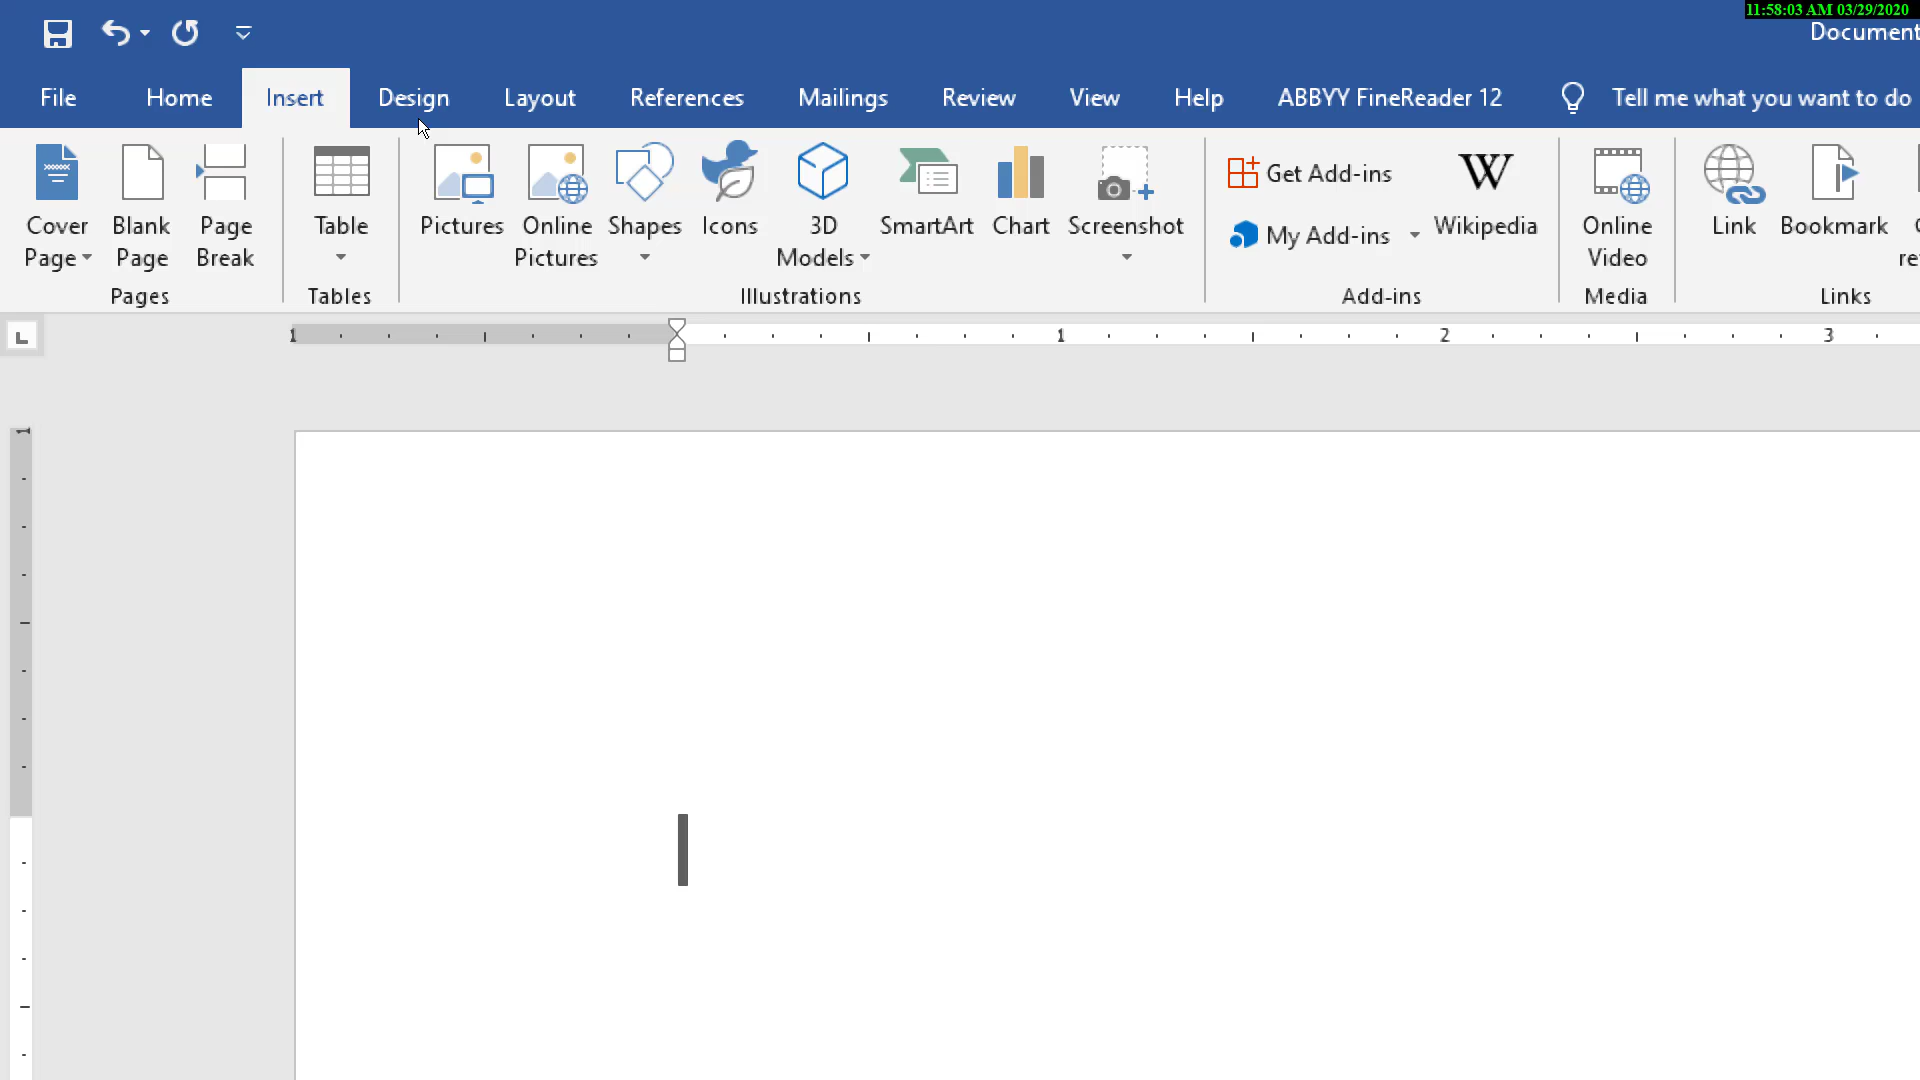 11:58:03 AM 03/29/2020
Document
File Home Insert Design Layout References Mailings Review View Help ABBYY FineReader 12 Tell me what you want to do
Cover Page
Blank Page
Page Break
Pages
Table
Tables
Pictures
Online Pictures
Shapes
Icons
3D Models
SmartArt
Chart
Screenshot
Illustrations
Get Add-ins
My Add-ins
W
Wikipedia
Add-ins
Online Video
Media
Link
Bookmark
Links
L
1 1 2 3
1